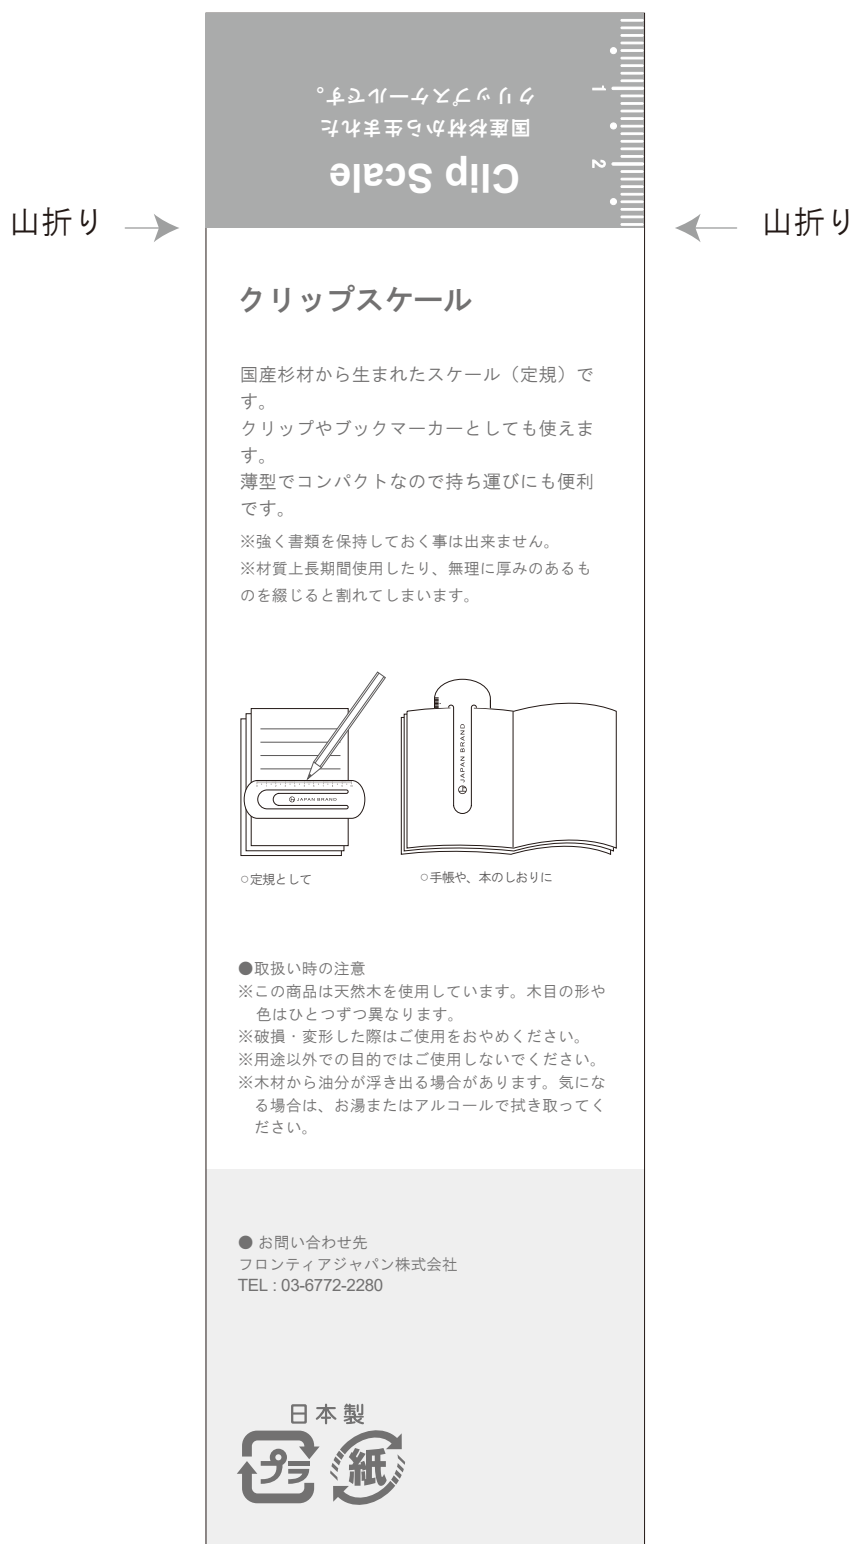 Clip Scale
国産杉材から生まれた
クリップスケールです。
1
2
山折り
山折り
クリップスケール
国産杉材から生まれたスケール（定規）で
す。
クリップやブックマーカーとしても使えま
す。
薄型でコンパクトなので持ち運びにも便利
です。
※強く書類を保持しておく事は出来ません。
※材質上長期間使用したり、無理に厚みのあるも
のを綴じると割れてしまいます。
JAPAN BRAND
JAPAN BRAND
○定規として
○手帳や、本のしおりに
●取扱い時の注意
※この商品は天然木を使用しています。木目の形や
色はひとつずつ異なります。
※破損・変形した際はご使用をおやめください。
※用途以外での目的ではご使用しないでください。
※木材から油分が浮き出る場合があります。気にな
る場合は、お湯またはアルコールで拭き取ってく
ださい。
● お問い合わせ先
フロンティアジャパン株式会社
TEL : 03-6772-2280
日本製
プラ
紙